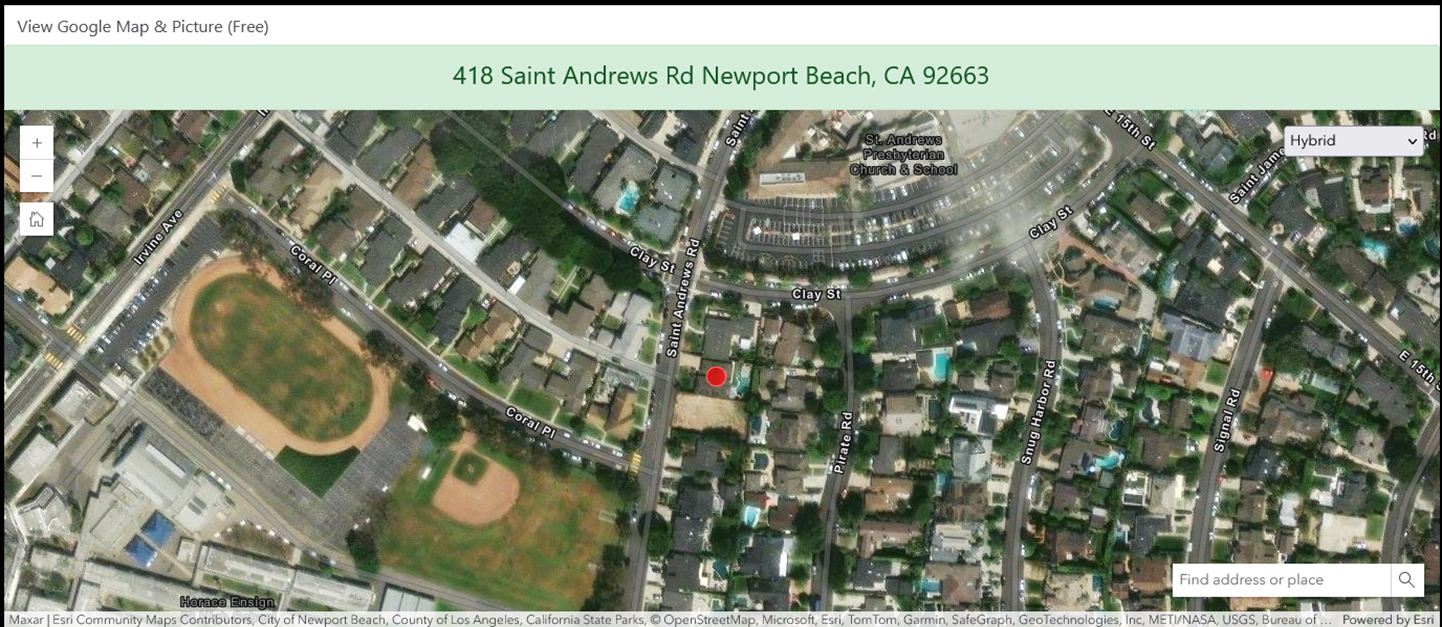 View Google Map & Picture (Free)
418 Saint Andrews Rd Newport Beach, CA 92663
+
−
Hybrid
St. Andrews
Presbyterian
Church & School
E 15th St
Saint
Irvine Ave
Coral Pl
Clay St
Saint Andrews Rd
Clay St
Clay St
Saint Jame
Rd
Coral Pl
Pirate Rd
Snug Harbor Rd
Signal Rd
E 15th S
Horace Ensign
Find address or place
Maxar | Esri Community Maps Contributors, City of Newport Beach, County of Los Angeles, California State Parks, © OpenStreetMap, Microsoft, Esri, TomTom, Garmin, SafeGraph, GeoTechnologies, Inc, METI/NASA, USGS, Bureau of ... Powered by Esri